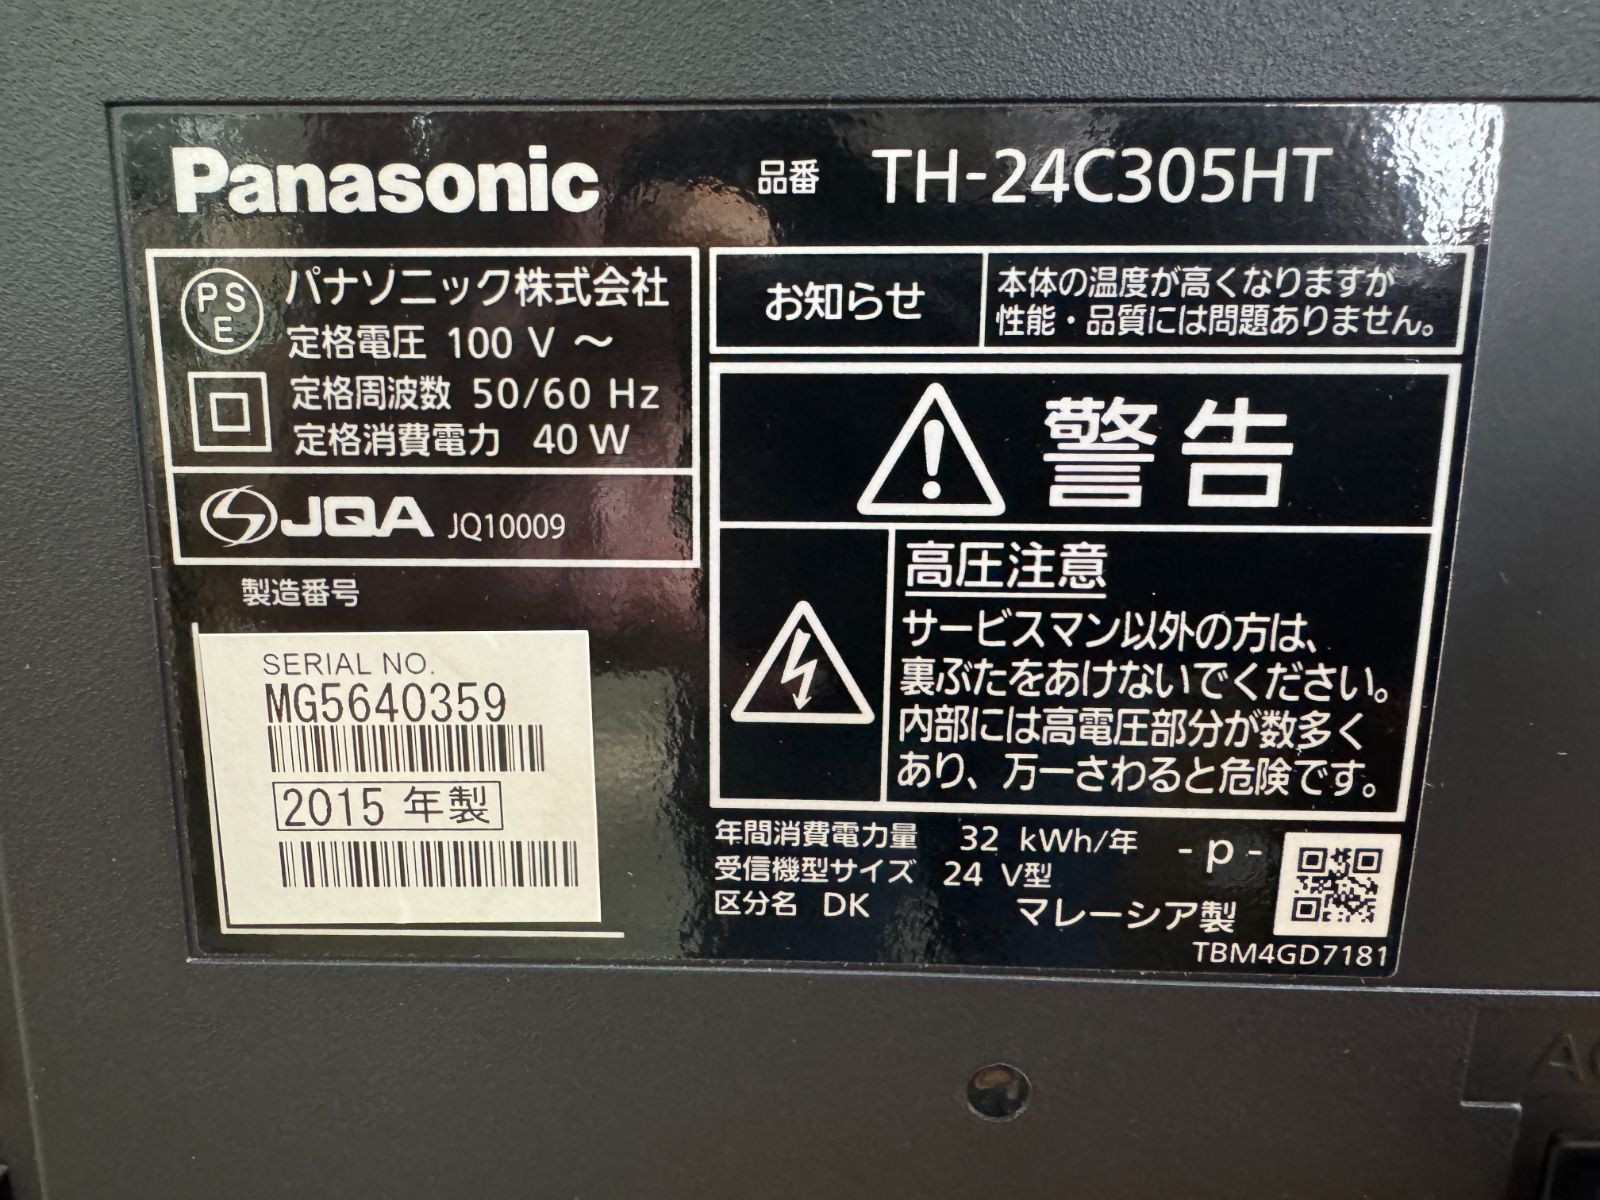 Panasonic 品番 TH-24C305HT
PS
E
パナソニック株式会社
定格電圧 100 V ～
定格周波数 50/60 Hz
定格消費電力 40 W
JQA JQ10009
製造番号
SERIAL NO.
MG5640359
2015 年製
お知らせ
本体の温度が高くなりますが
性能・品質には問題ありません。
警告
高圧注意
サービスマン以外の方は、
裏ぶたをあけないでください。
内部には高電圧部分が数多く
あり、万一さわると危険です。
年間消費電力量 32 kWh/年 - p -
受信機型サイズ 24 V型
区分名 DK マレーシア製
TBM4GD7181